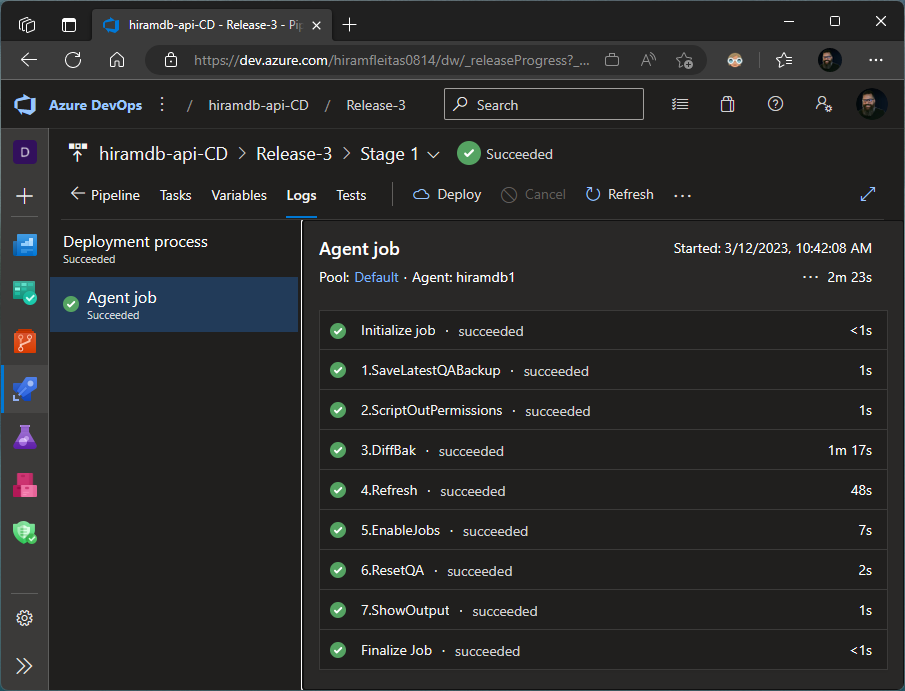 hiramdb-api-CD - Release-3 - Pip
https://dev.azure.com/hiramfleitas0814/dw/_releaseProgress?_...
Azure DevOps / hiramdb-api-CD / Release-3 Search
D
hiramdb-api-CD > Release-3 > Stage 1 Succeeded
Pipeline Tasks Variables Logs Tests Deploy Cancel Refresh ...
Deployment process
Succeeded
Agent job
Succeeded
Agent job Started: 3/12/2023, 10:42:08 AM
Pool: Default · Agent: hiramdb1 ... 2m 23s
Initialize job · succeeded <1s
1.SaveLatestQABackup · succeeded 1s
2.ScriptOutPermissions · succeeded 1s
3.DiffBak · succeeded 1m 17s
4.Refresh · succeeded 48s
5.EnableJobs · succeeded 7s
6.ResetQA · succeeded 2s
7.ShowOutput · succeeded 1s
Finalize Job · succeeded <1s